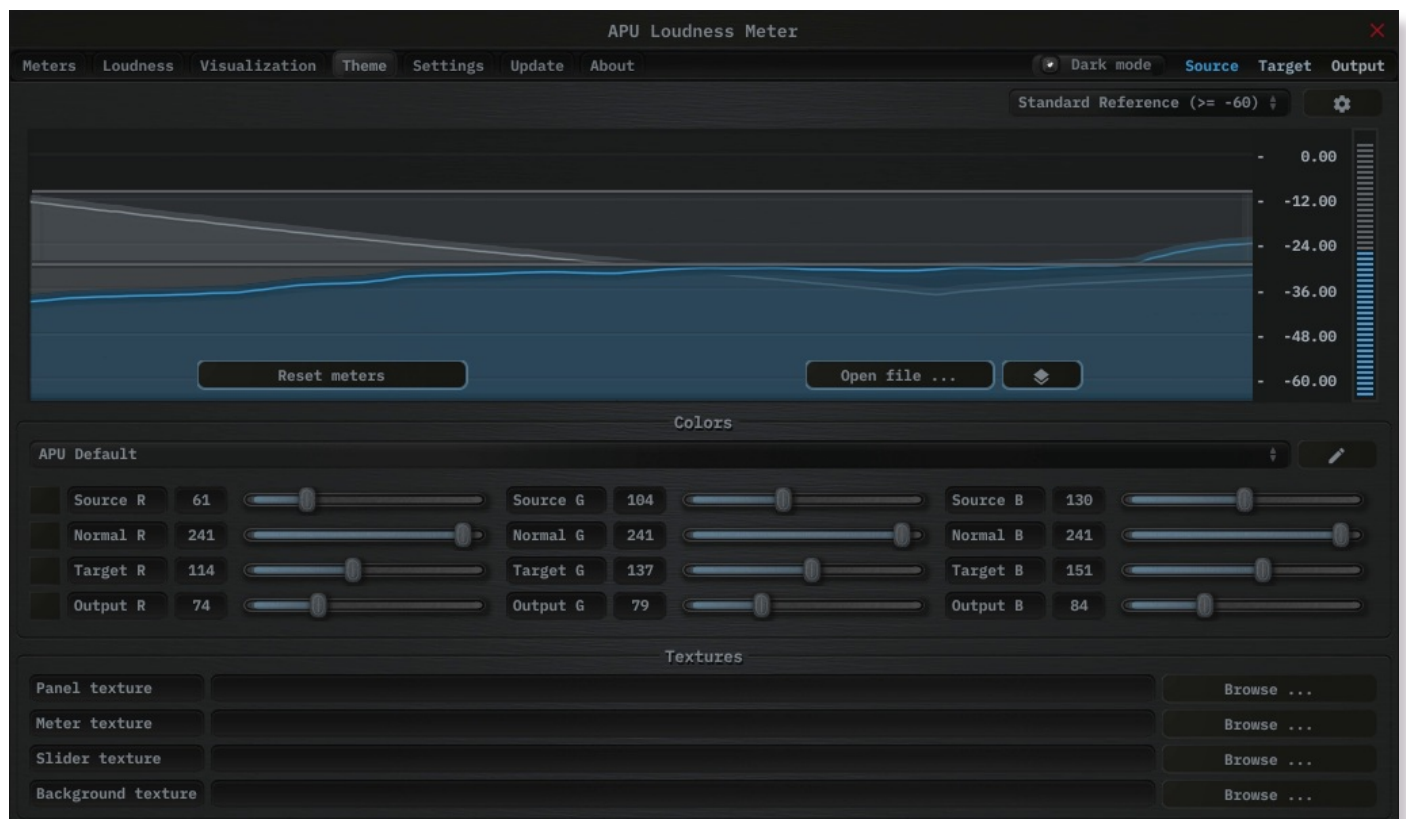 APU Loudness Meter
Meters Loudness Visualization Theme Settings Update About Dark mode Source Target Output
Standard Reference (>= -60)
- 0.00
- -12.00
- -24.00
- -36.00
- -48.00
Reset meters Open file ...
- -60.00
Colors
APU Default
Source R 61 Source G 104 Source B 130
Normal R 241 Normal G 241 Normal B 241
Target R 114 Target G 137 Target B 151
Output R 74 Output G 79 Output B 84
Textures
Panel texture Browse ...
Meter texture Browse ...
Slider texture Browse ...
Background texture Browse ...